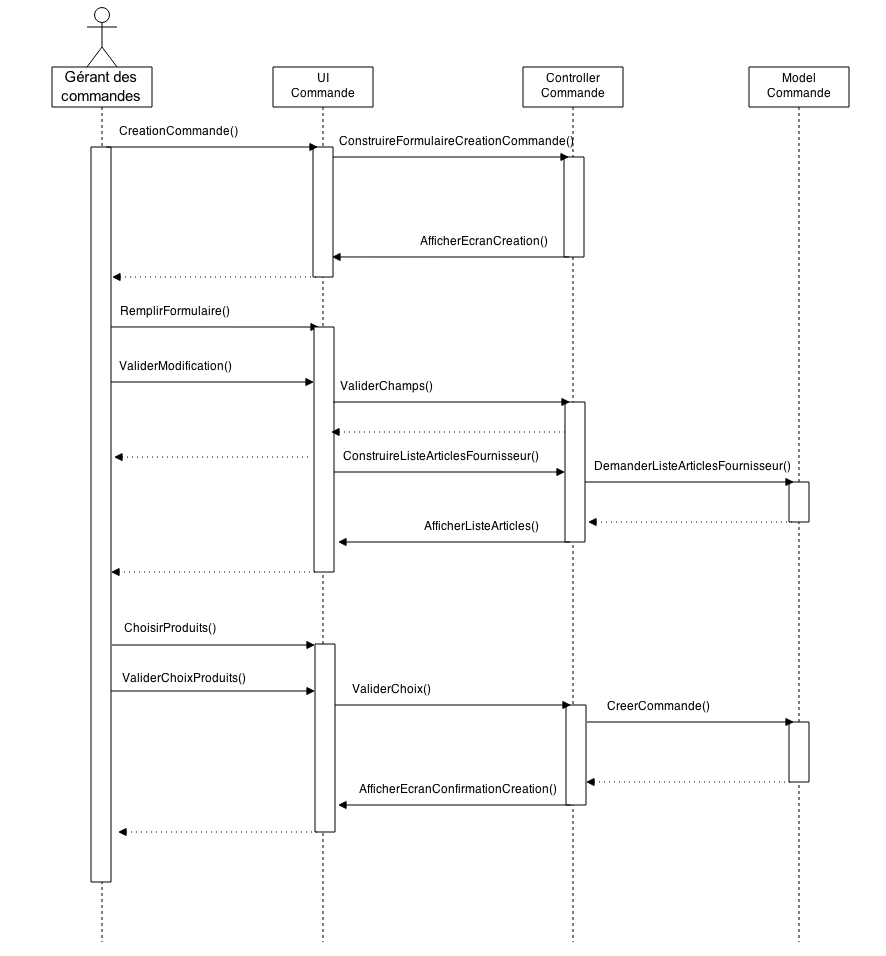 Gérant des
commandes
UI
Commande
Controller
Commande
Model
Commande
CreationCommande()
ConstruireFormulaireCreationCommande()
AfficherEcranCreation()
RemplirFormulaire()
ValiderModification()
ValiderChamps()
ConstruireListeArticlesFournisseur()
DemanderListeArticlesFournisseur()
AfficherListeArticles()
ChoisirProduits()
ValiderChoixProduits()
ValiderChoix()
CreerCommande()
AfficherEcranConfirmationCreation()